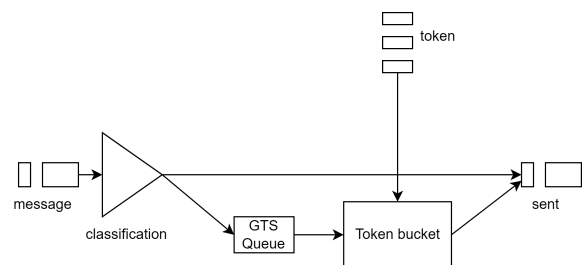 token
message
sent
classification
GTS
Queue
Token bucket